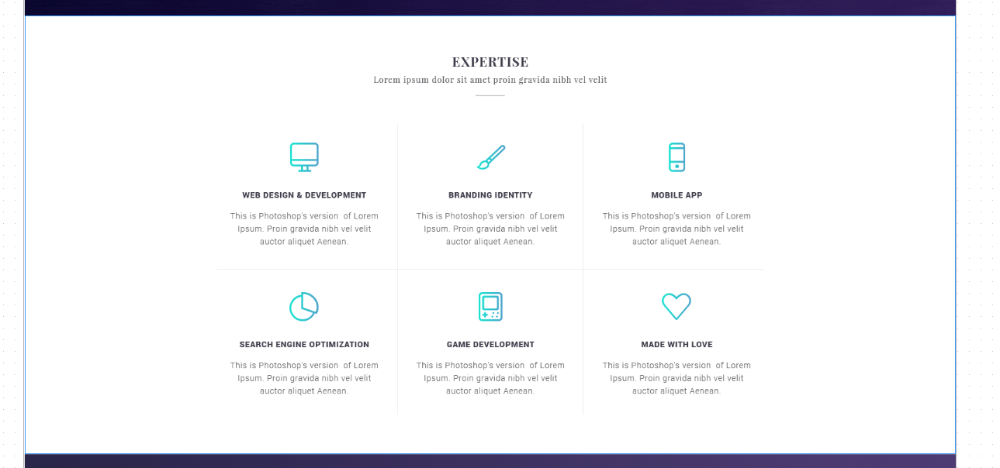 EXPERTISE
Lorem ipsum dolor sit amet proin gravida nibh vel velit
WEB DESIGN & DEVELOPMENT
This is Photoshop's version  of Lorem
Ipsum. Proin gravida nibh vel velit
auctor aliquet Aenean.
BRANDING IDENTITY
This is Photoshop's version  of Lorem
Ipsum. Proin gravida nibh vel velit
auctor aliquet Aenean.
MOBILE APP
This is Photoshop's version  of Lorem
Ipsum. Proin gravida nibh vel velit
auctor aliquet Aenean.
SEARCH ENGINE OPTIMIZATION
This is Photoshop's version  of Lorem
Ipsum. Proin gravida nibh vel velit
auctor aliquet Aenean.
GAME DEVELOPMENT
This is Photoshop's version  of Lorem
Ipsum. Proin gravida nibh vel velit
auctor aliquet Aenean.
MADE WITH LOVE
This is Photoshop's version  of Lorem
Ipsum. Proin gravida nibh vel velit
auctor aliquet Aenean.